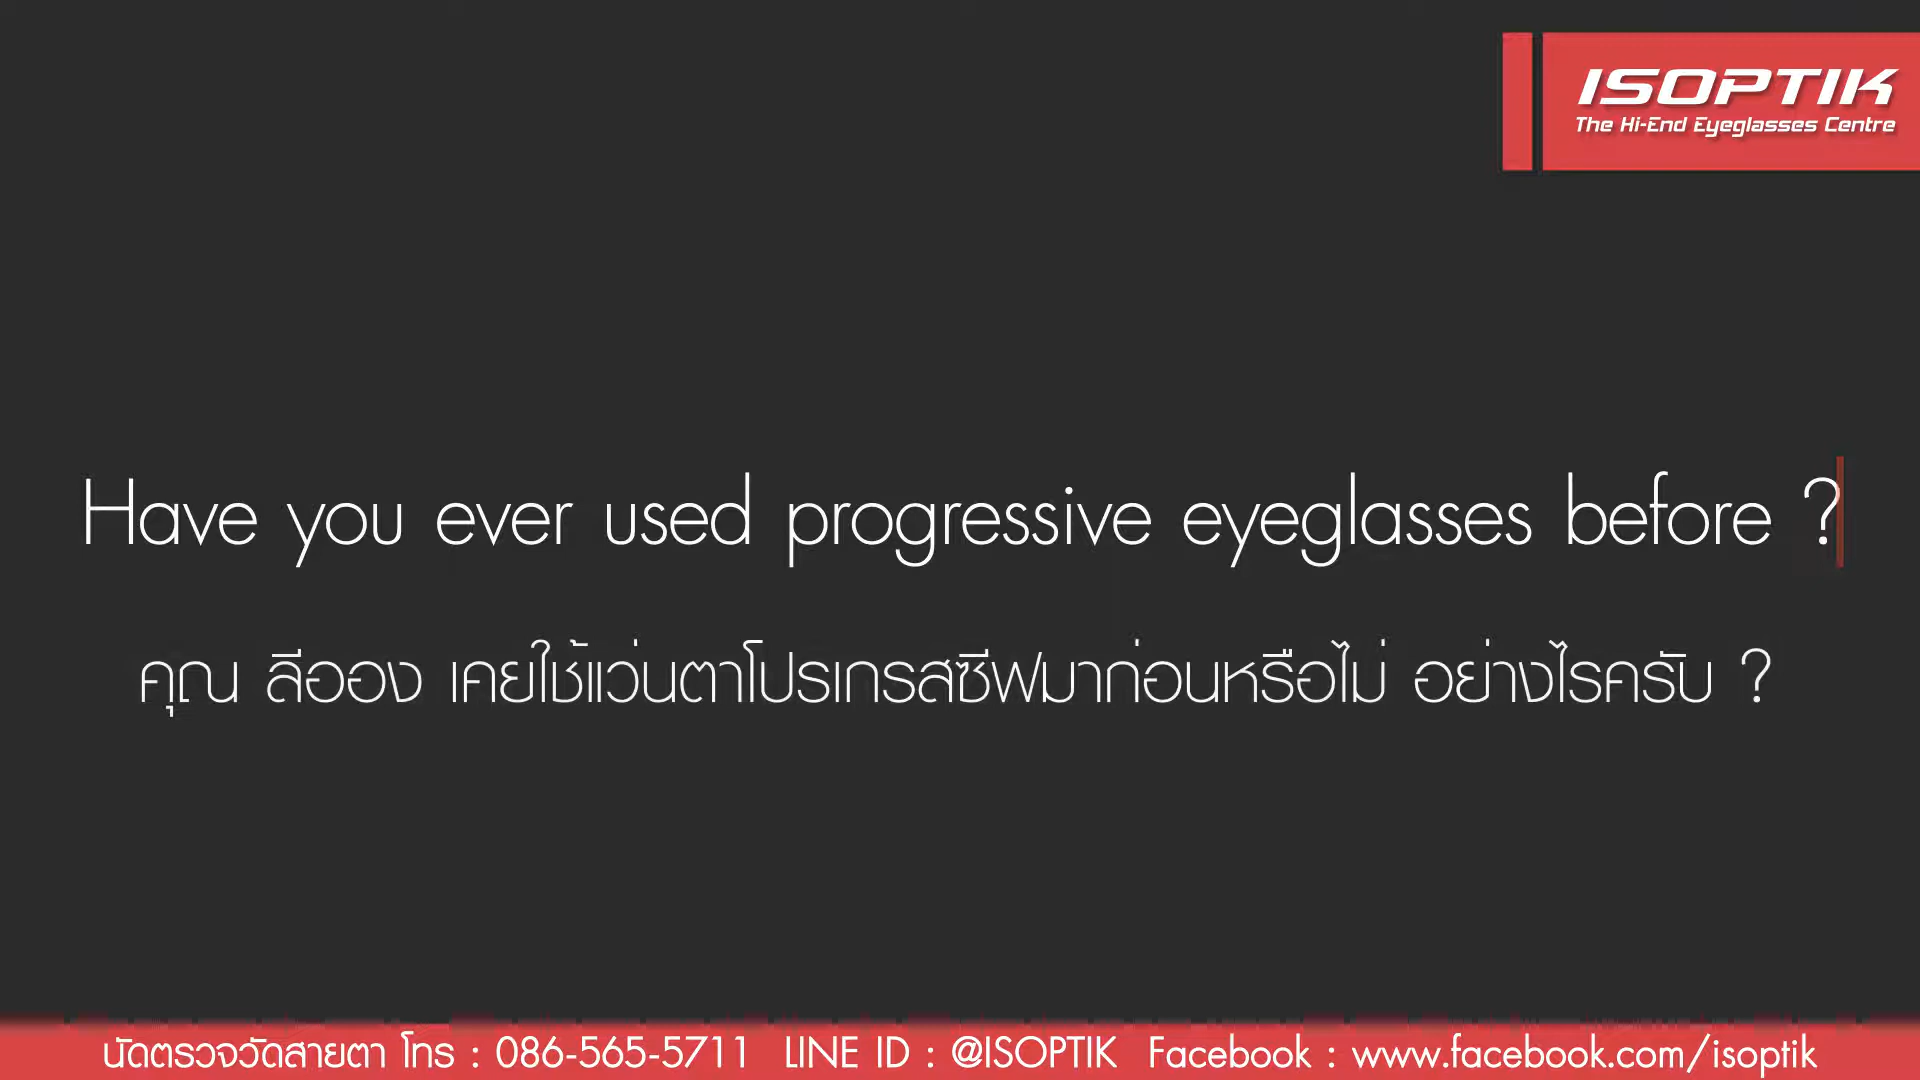 ISOPTIK
The Hi-End Eyeglasses Centre
Have you ever used progressive eyeglasses before ?
คุณ ลีออง เคยใช้แว่นตาโปรเกรสซีฟมาก่อนหรือไม่ อย่างไรครับ ?
นัดตรวจวัดสายตา โทร : 086-565-5711 LINE ID : @ISOPTIK Facebook : www.facebook.com/isoptik